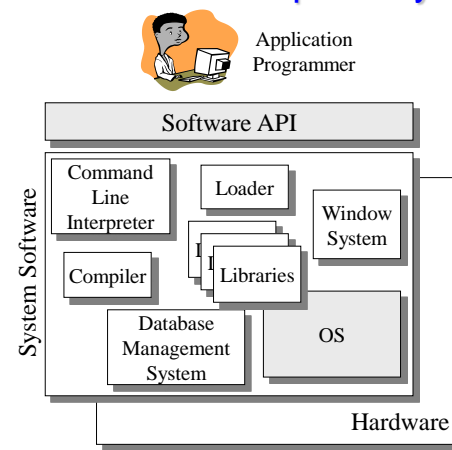 Application
Programmer
Software API
System Software
Command
Line
Interpreter
Loader
Window
System
Compiler
Libraries
Database
Management
System
OS
Hardware